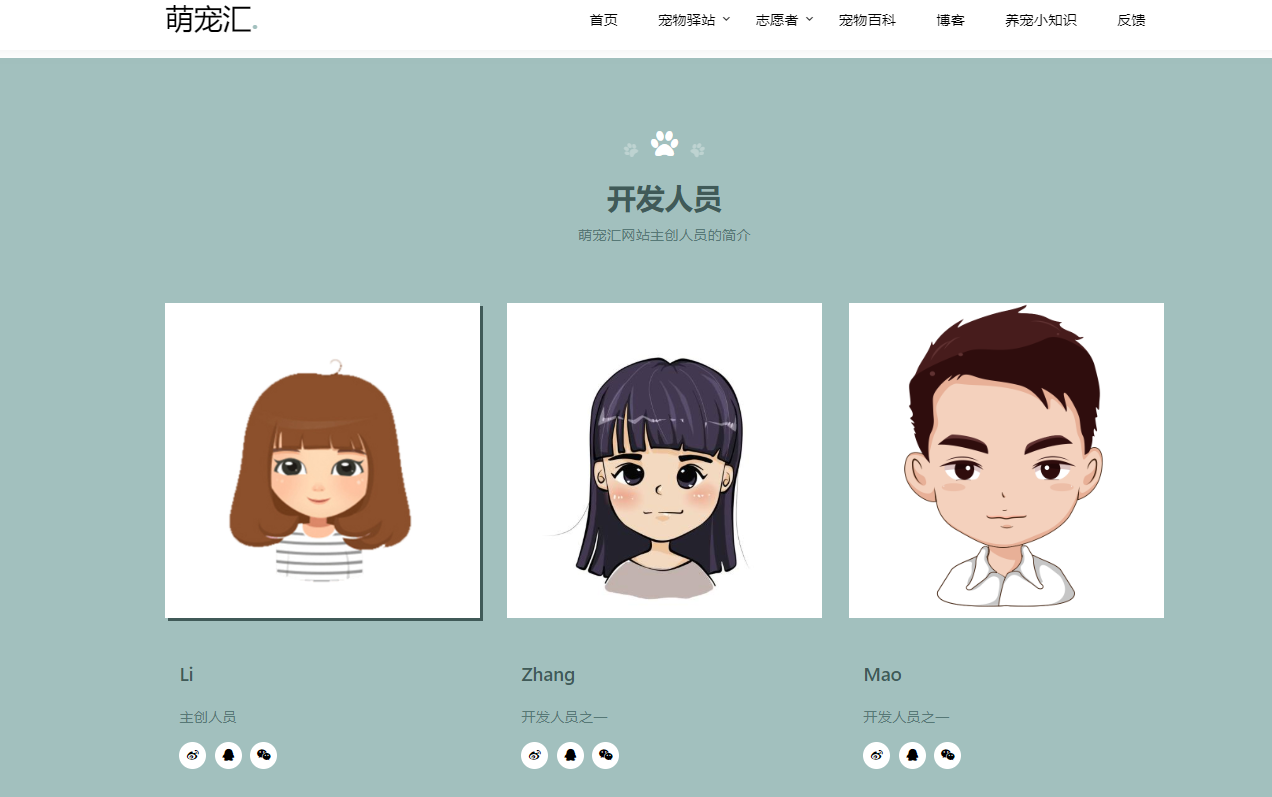 萌宠汇.
首页 宠物驿站 志愿者 宠物百科 博客 养宠小知识 反馈
开发人员
萌宠汇网站主创人员的简介
Li
主创人员
Zhang
开发人员之一
Mao
开发人员之一